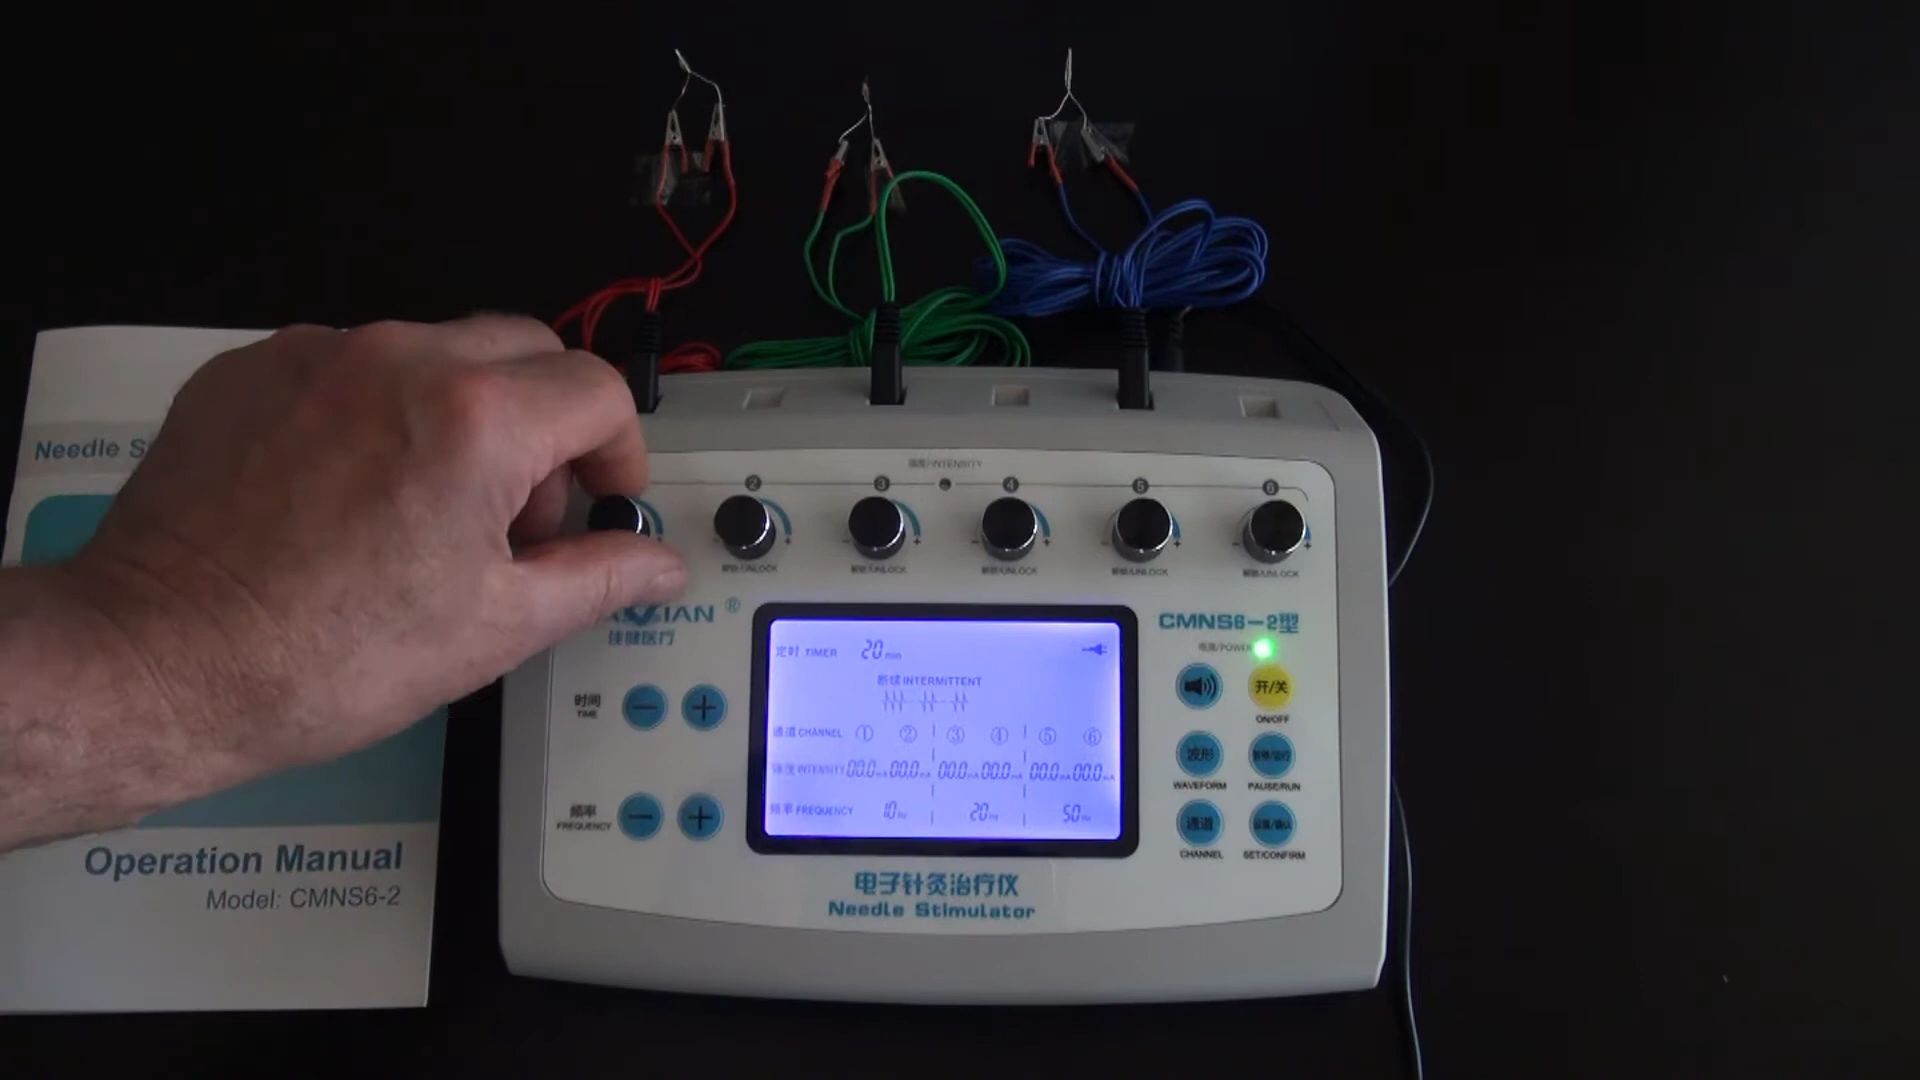 Needle S
Operation Manual
Model: CMNS6-2
强度/INTENSITY
2 3 4 5 6
- + - + - + - + - +
解锁/UNLOCK 解锁/UNLOCK 解锁/UNLOCK 解锁/UNLOCK 解锁/UNLOCK
IAN ®
佳健医疗
CMNS6-2型
电源/POWER
定时 TIMER 20 min
断续 INTERMITTENT
通道 CHANNEL ① ② ③ ④ ⑤ ⑥
强度 INTENSITY 00.0 mA 00.0 mA 00.0 mA 00.0 mA 00.0 mA 00.0 mA
频率 FREQUENCY 10 Hz 20 Hz 50 Hz
时间
TIME
频率
FREQUENCY
开/关
ON/OFF
波形
WAVEFORM
暂停/运行
PAUSE/RUN
通道
CHANNEL
设置/确认
SET/CONFIRM
电子针灸治疗仪
Needle Stimulator